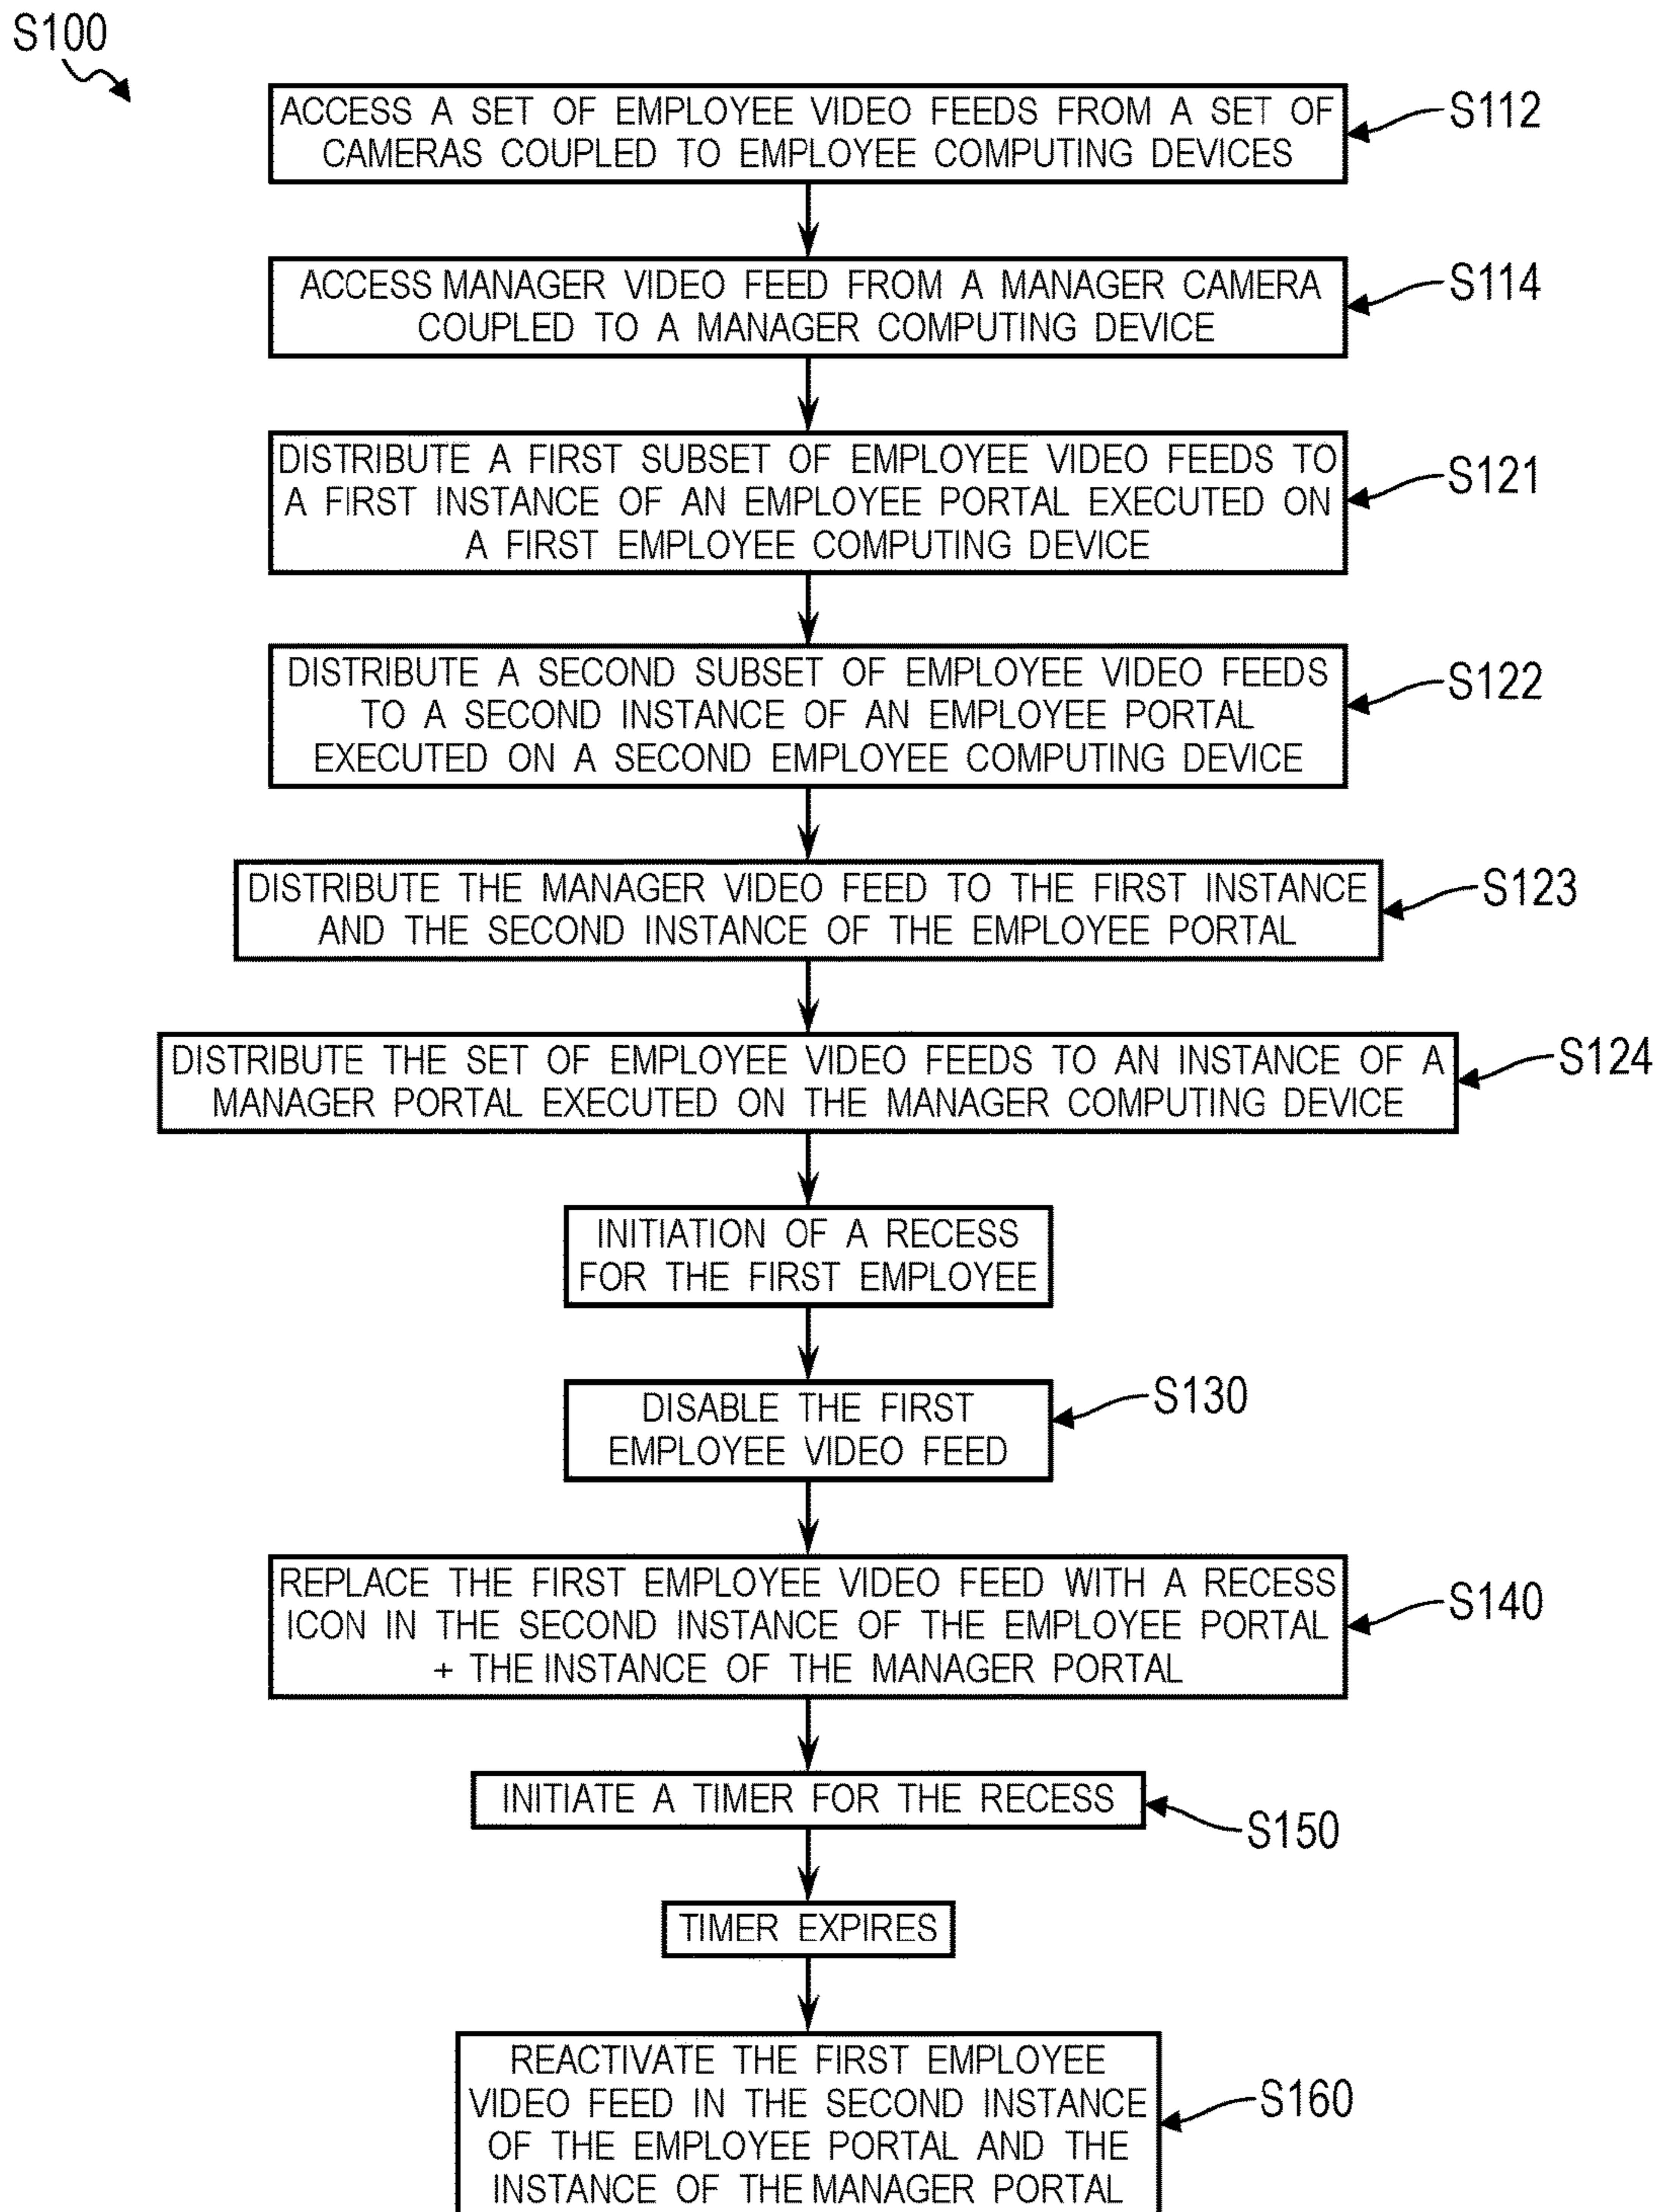 S100
ACCESS A SET OF EMPLOYEE VIDEO FEEDS FROM A SET OF
CAMERAS COUPLED TO EMPLOYEE COMPUTING DEVICES
S112
ACCESS MANAGER VIDEO FEED FROM A MANAGER CAMERA
COUPLED TO A MANAGER COMPUTING DEVICE
S114
DISTRIBUTE A FIRST SUBSET OF EMPLOYEE VIDEO FEEDS TO
A FIRST INSTANCE OF AN EMPLOYEE PORTAL EXECUTED ON
A FIRST EMPLOYEE COMPUTING DEVICE
S121
DISTRIBUTE A SECOND SUBSET OF EMPLOYEE VIDEO FEEDS
TO A SECOND INSTANCE OF AN EMPLOYEE PORTAL
EXECUTED ON A SECOND EMPLOYEE COMPUTING DEVICE
S122
DISTRIBUTE THE MANAGER VIDEO FEED TO THE FIRST INSTANCE
AND THE SECOND INSTANCE OF THE EMPLOYEE PORTAL
S123
DISTRIBUTE THE SET OF EMPLOYEE VIDEO FEEDS TO AN INSTANCE OF A
MANAGER PORTAL EXECUTED ON THE MANAGER COMPUTING DEVICE
S124
INITIATION OF A RECESS
FOR THE FIRST EMPLOYEE
DISABLE THE FIRST
EMPLOYEE VIDEO FEED
S130
REPLACE THE FIRST EMPLOYEE VIDEO FEED WITH A RECESS
ICON IN THE SECOND INSTANCE OF THE EMPLOYEE PORTAL
+ THE INSTANCE OF THE MANAGER PORTAL
S140
INITIATE A TIMER FOR THE RECESS
S150
TIMER EXPIRES
REACTIVATE THE FIRST EMPLOYEE
VIDEO FEED IN THE SECOND INSTANCE
OF THE EMPLOYEE PORTAL AND THE
INSTANCE OF THE MANAGER PORTAL
S160